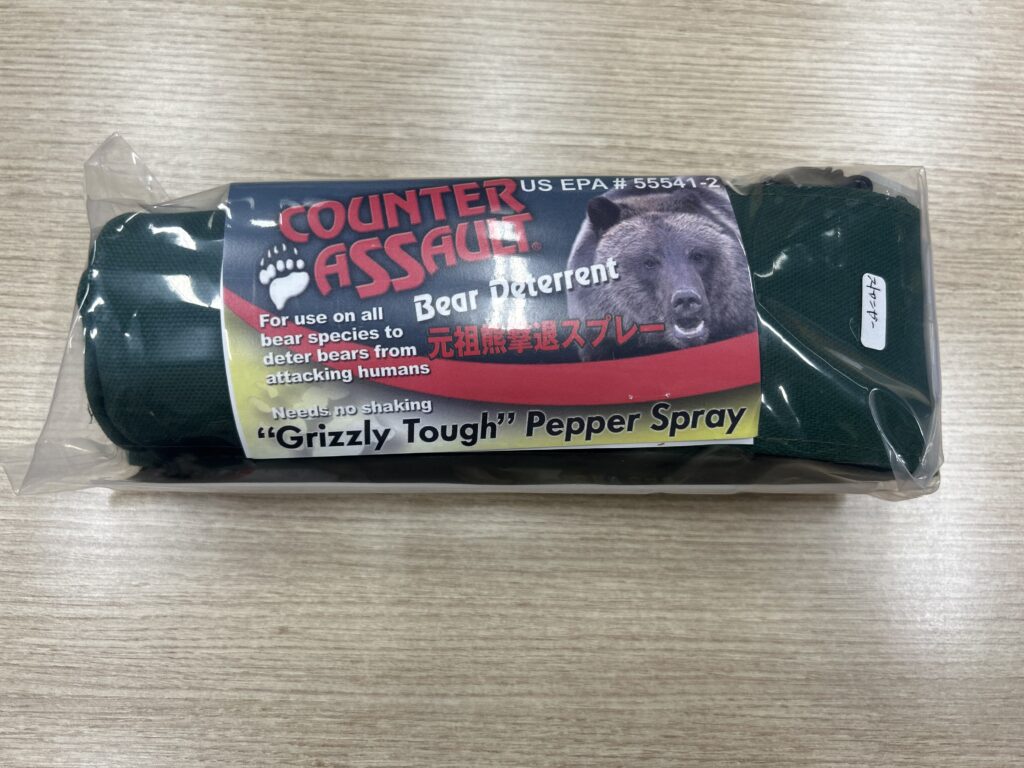 US EPA # 55541-2
COUNTER
ASSAULT®
Bear Deterrent
For use on all
bear species to
deter bears from
attacking humans
元祖熊撃退スプレー
Needs no shaking
"Grizzly Tough" Pepper Spray